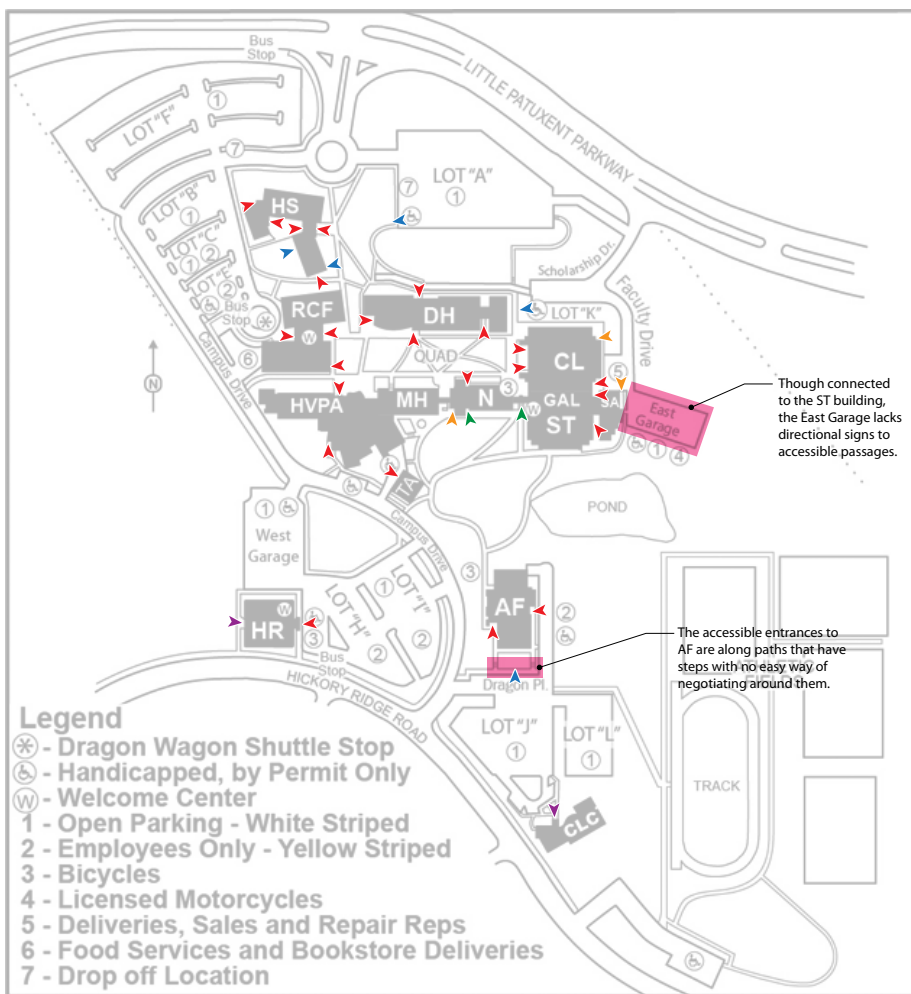 Bus
Stop
LITTLE PATUXENT PARKWAY
LOT "F"
1
7
LOT "A"
1
7
LOT "B"
1
HS
LOT "C"
1 2
LOT "E"
2
Scholarship Dr.
Faculty Drive
Bus
Stop
RCF
W
DH
LOT "K"
6
Campus Drive
QUAD
CL
5
N
HVPA
MH
N
3
GAL
W
ST
SA
East
Garage
1 4
Though connected
to the ST building,
the East Garage lacks
directional signs to
accessible passages.
TA
POND
1
West
Garage
Campus Drive
3
LOT "I"
1
LOT "H"
2
2
AF
2
HR
W
3
Bus
Stop
HICKORY RIDGE ROAD
Dragon Pl.
The accessible entrances to
AF are along paths that have
steps with no easy way of
negotiating around them.
ATHLETIC
FIELDS
LOT "J"
1
LOT "L"
1
TRACK
CLC
Legend
- Dragon Wagon Shuttle Stop
- Handicapped, by Permit Only
W - Welcome Center
1 - Open Parking - White Striped
2 - Employees Only - Yellow Striped
3 - Bicycles
4 - Licensed Motorcycles
5 - Deliveries, Sales and Repair Reps
6 - Food Services and Bookstore Deliveries
7 - Drop off Location